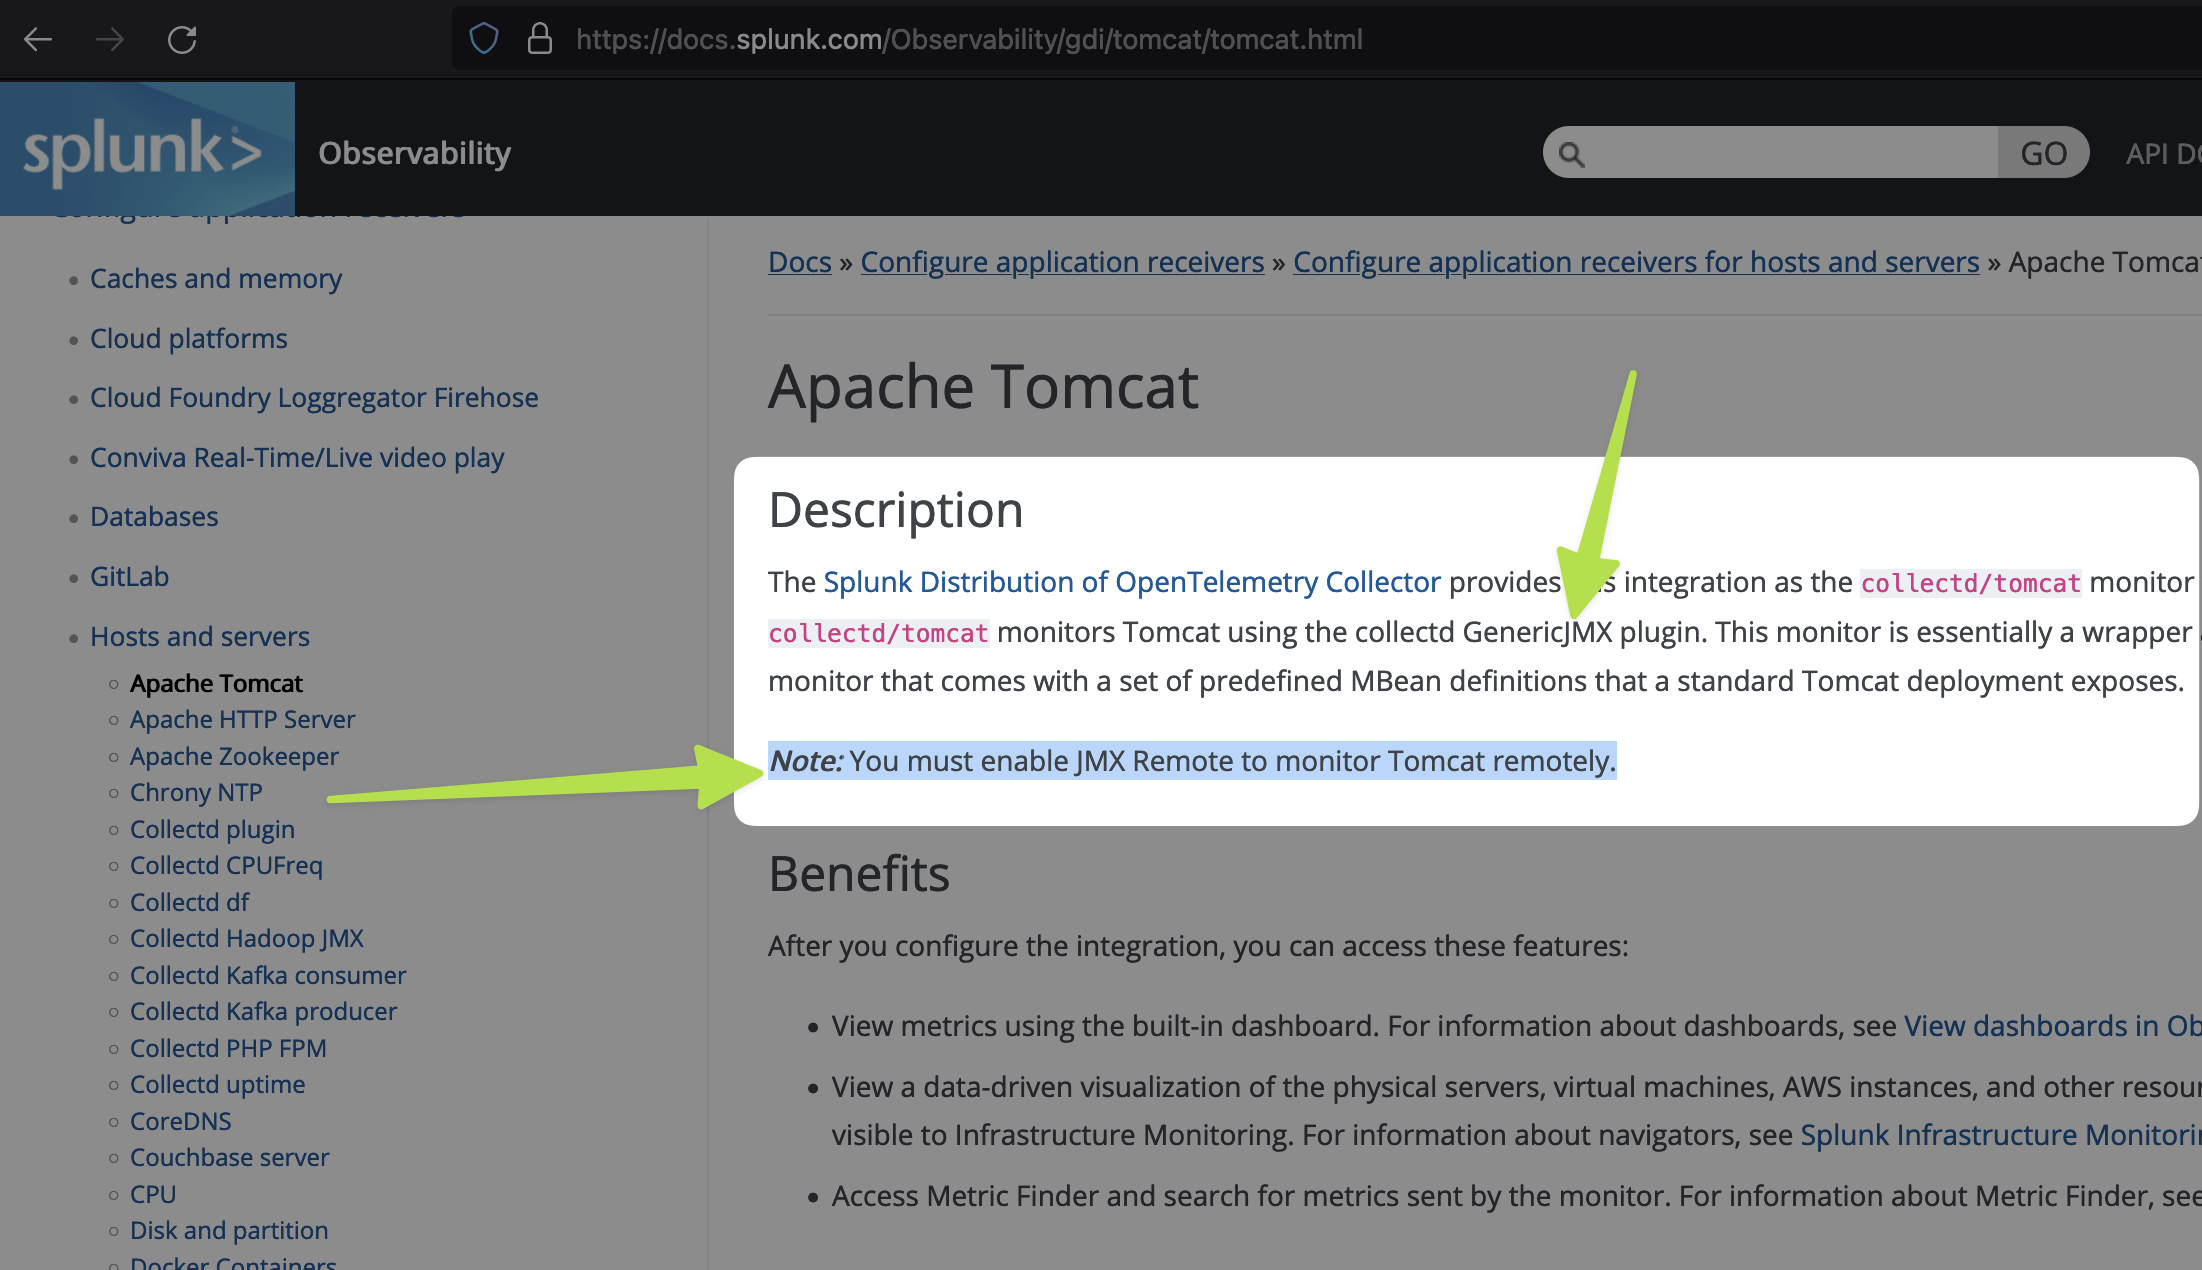 https://docs.splunk.com/Observability/gdi/tomcat/tomcat.html
splunk>
Observability
GO
API
Configure application receivers
Caches and memory
Cloud platforms
Cloud Foundry Loggregator Firehose
Conviva Real-Time/Live video play
Databases
GitLab
Hosts and servers
Apache Tomcat
Apache HTTP Server
Apache Zookeeper
Chrony NTP
Collectd plugin
Collectd CPUFreq
Collectd df
Collectd Hadoop JMX
Collectd Kafka consumer
Collectd Kafka producer
Collectd PHP FPM
Collectd uptime
CoreDNS
Couchbase server
CPU
Disk and partition
Docker Containers
Docs » Configure application receivers » Configure application receivers for hosts and servers » Apache Tomcat
Apache Tomcat
Description
The Splunk Distribution of OpenTelemetry Collector provides integration as the collectd/tomcat monitor
collectd/tomcat monitors Tomcat using the collectd GenericJMX plugin. This monitor is essentially a wrapper
monitor that comes with a set of predefined MBean definitions that a standard Tomcat deployment exposes.
Note: You must enable JMX Remote to monitor Tomcat remotely.
Benefits
After you configure the integration, you can access these features:
View metrics using the built-in dashboard. For information about dashboards, see View dashboards in Ob
View a data-driven visualization of the physical servers, virtual machines, AWS instances, and other resour
visible to Infrastructure Monitoring. For information about navigators, see Splunk Infrastructure Monitorin
Access Metric Finder and search for metrics sent by the monitor. For information about Metric Finder, see